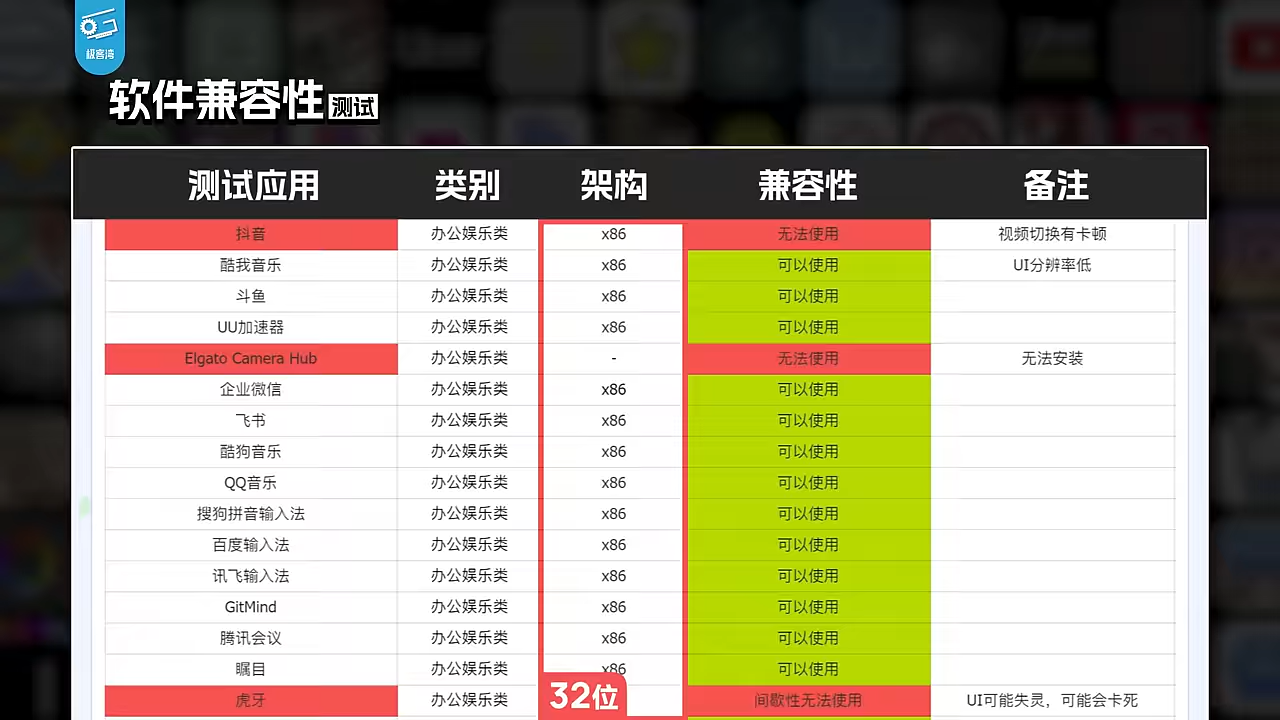 极客湾
软件兼容性 测试
测试应用 类别 架构 兼容性 备注
抖音 办公娱乐类 x86 无法使用 视频切换有卡顿
酷我音乐 办公娱乐类 x86 可以使用 UI分辨率低
斗鱼 办公娱乐类 x86 可以使用
UU加速器 办公娱乐类 x86 可以使用
Elgato Camera Hub 办公娱乐类 - 无法使用 无法安装
企业微信 办公娱乐类 x86 可以使用
飞书 办公娱乐类 x86 可以使用
酷狗音乐 办公娱乐类 x86 可以使用
QQ音乐 办公娱乐类 x86 可以使用
搜狗拼音输入法 办公娱乐类 x86 可以使用
百度输入法 办公娱乐类 x86 可以使用
讯飞输入法 办公娱乐类 x86 可以使用
GitMind 办公娱乐类 x86 可以使用
腾讯会议 办公娱乐类 x86 可以使用
瞩目 办公娱乐类 x86 可以使用
虎牙 办公娱乐类 32位 间歇性无法使用 UI可能失灵，可能会卡死